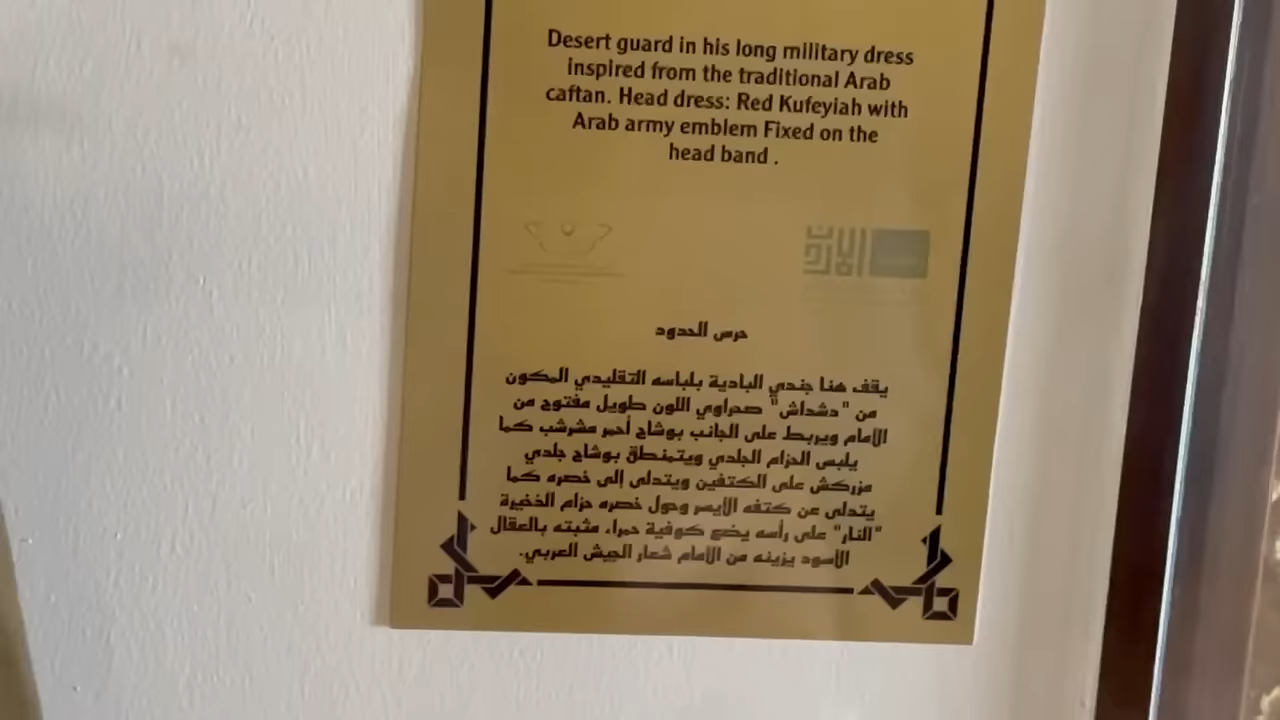 Desert guard in his long military dress
inspired from the traditional Arab
caftan. Head dress: Red Kufeyiah with
Arab army emblem Fixed on the
head band .
الأردن
حرس الحدود
يقف هنا جندي البادية بلباسه التقليدي المكون
من "دشداش" صحراوي اللون طويل مفتوح من
الأمام ويربط على الجانب بوشاح أحمر مشرشب كما
يلبس الحزام الجلدي ويتمنطق بوشاح جلدي
مزركش على الكتفين ويتدلى إلى خصره كما
يتدلى عن كتفه الأيسر وحول خصره حزام الذخيرة
"النار" على رأسه يضع كوفية حمراء مثبته بالعقال
الأسود يزينه من الأمام شعار الجيش العربي.